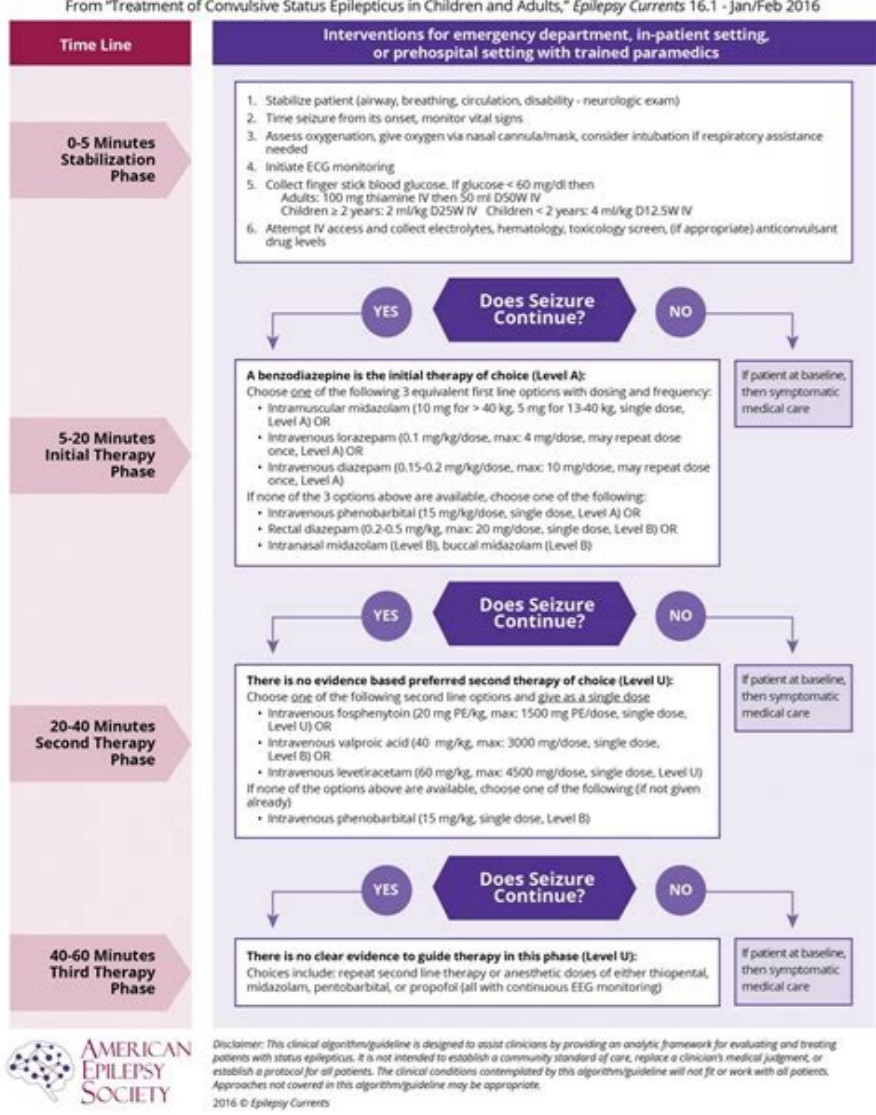 From "Treatment of Convulsive Status Epilepticus in Children and Adults," Epilepsy Currents 16.1 - Jan/Feb 2016
Time Line
Interventions for emergency department, in-patient setting,
or prehospital setting with trained paramedics
0-5 Minutes
Stabilization
Phase
1. Stabilize patient (airway, breathing, circulation, disability - neurologic exam)
2. Time seizure from its onset, monitor vital signs
3. Assess oxygenation, give oxygen via nasal cannula/mask, consider intubation if respiratory assistance
needed
4. Initiate ECG monitoring
5. Collect finger stick blood glucose. If glucose < 60 mg/dl then
Adults: 100 mg thiamine IV then 50 ml D50W IV
Children ≥ 2 years: 2 ml/kg D25W IV Children < 2 years: 4 ml/kg D12.5W IV
6. Attempt IV access and collect electrolytes, hematology, toxicology screen, (if appropriate) anticonvulsant
drug levels
YES
Does Seizure
Continue?
NO
5-20 Minutes
Initial Therapy
Phase
A benzodiazepine is the initial therapy of choice (Level A):
Choose one of the following 3 equivalent first line options with dosing and frequency:
• Intramuscular midazolam (10 mg for > 40 kg, 5 mg for 13-40 kg, single dose,
Level A) OR
• Intravenous lorazepam (0.1 mg/kg/dose, max: 4 mg/dose, may repeat dose
once, Level A) OR
• Intravenous diazepam (0.15-0.2 mg/kg/dose, max: 10 mg/dose, may repeat dose
once, Level A)
If none of the 3 options above are available, choose one of the following:
• Intravenous phenobarbital (15 mg/kg/dose, single dose, Level A) OR
• Rectal diazepam (0.2-0.5 mg/kg, max: 20 mg/dose, single dose, Level B) OR
• Intranasal midazolam (Level B), buccal midazolam (Level B)
If patient at baseline,
then symptomatic
medical care
YES
Does Seizure
Continue?
NO
20-40 Minutes
Second Therapy
Phase
There is no evidence based preferred second therapy of choice (Level U):
Choose one of the following second line options and give as a single dose
• Intravenous fosphenytoin (20 mg PE/kg, max: 1500 mg PE/dose, single dose,
Level U) OR
• Intravenous valproic acid (40 mg/kg, max: 3000 mg/dose, single dose,
Level B) OR
• Intravenous levetiracetam (60 mg/kg, max: 4500 mg/dose, single dose, Level U)
If none of the options above are available, choose one of the following (if not given
already)
• Intravenous phenobarbital (15 mg/kg, single dose, Level B)
If patient at baseline,
then symptomatic
medical care
YES
Does Seizure
Continue?
NO
40-60 Minutes
Third Therapy
Phase
There is no clear evidence to guide therapy in this phase (Level U):
Choices include: repeat second line therapy or anesthetic doses of either thiopental,
midazolam, pentobarbital, or propofol (all with continuous EEG monitoring)
If patient at baseline,
then symptomatic
medical care
AMERICAN
EPILEPSY
SOCIETY
Disclaimer: This clinical algorithm/guideline is designed to assist clinicians by providing an analytic framework for evaluating and treating
patients with status epilepticus. It is not intended to establish a community standard of care, replace a clinician's medical judgment, or
establish a protocol for all patients. The clinical conditions contemplated by this algorithm/guideline will not fit or work with all patients.
Approaches not covered in this algorithm/guideline may be appropriate.
2016 © Epilepsy Currents